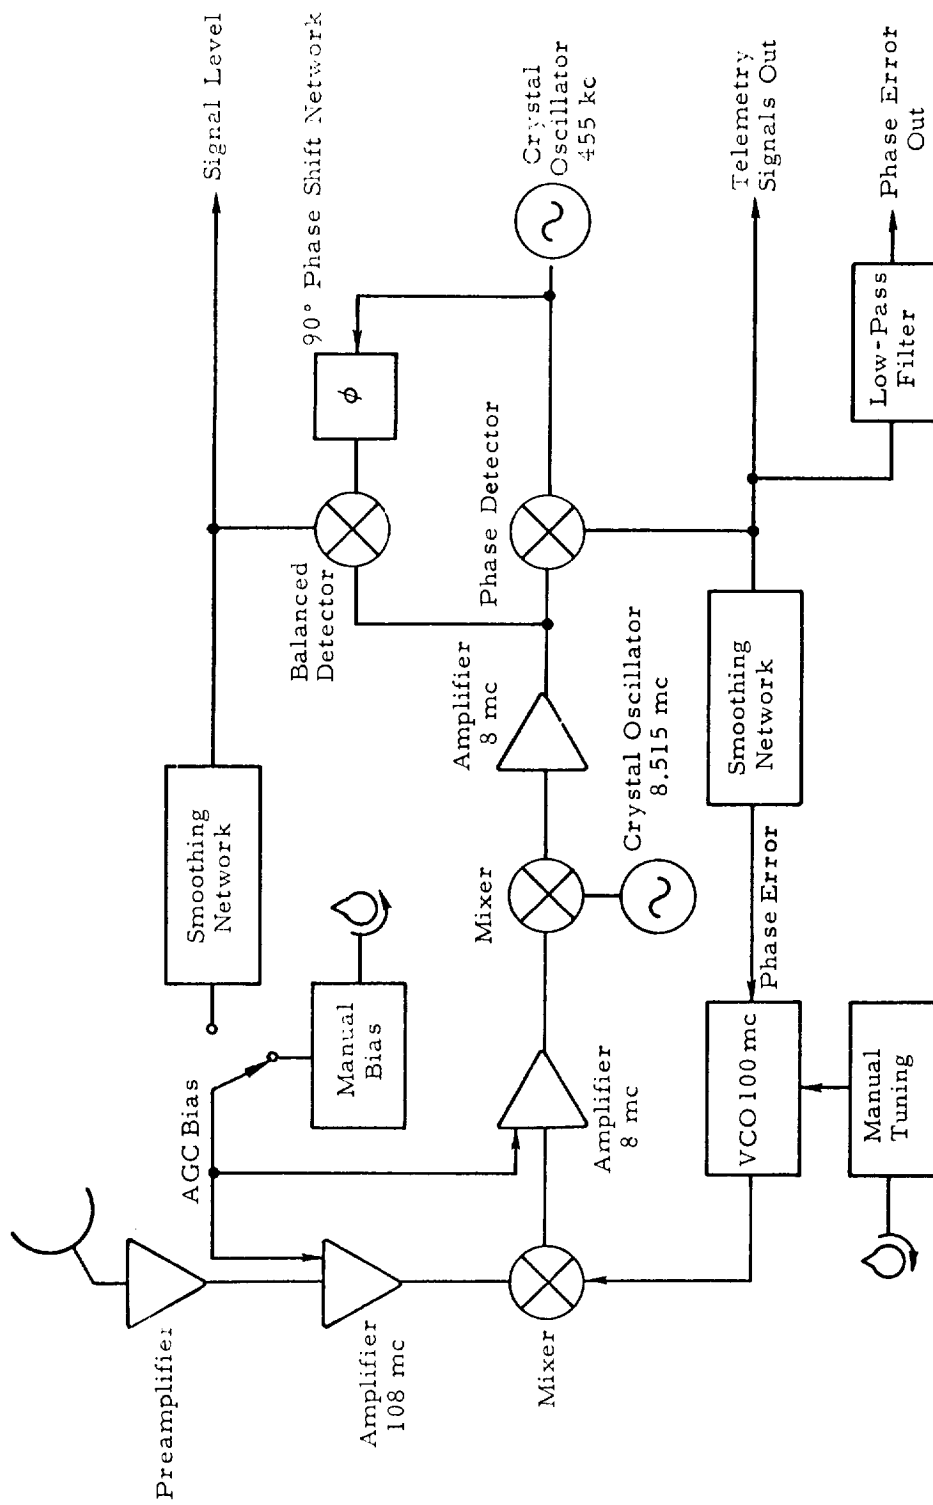 Preamplifier
AGC Bias
Smoothing
Network
Signal Level
Manual
Bias
Balanced
Detector
φ
90° Phase Shift Network
Amplifier
108 mc
Mixer
Amplifier
8 mc
Mixer
Crystal Oscillator
8.515 mc
Amplifier
8 mc
Phase Detector
Crystal
Oscillator
455 kc
VCO 100 mc
Phase Error
Smoothing
Network
Telemetry
Signals Out
Manual
Tuning
Low-Pass
Filter
Phase Error
Out